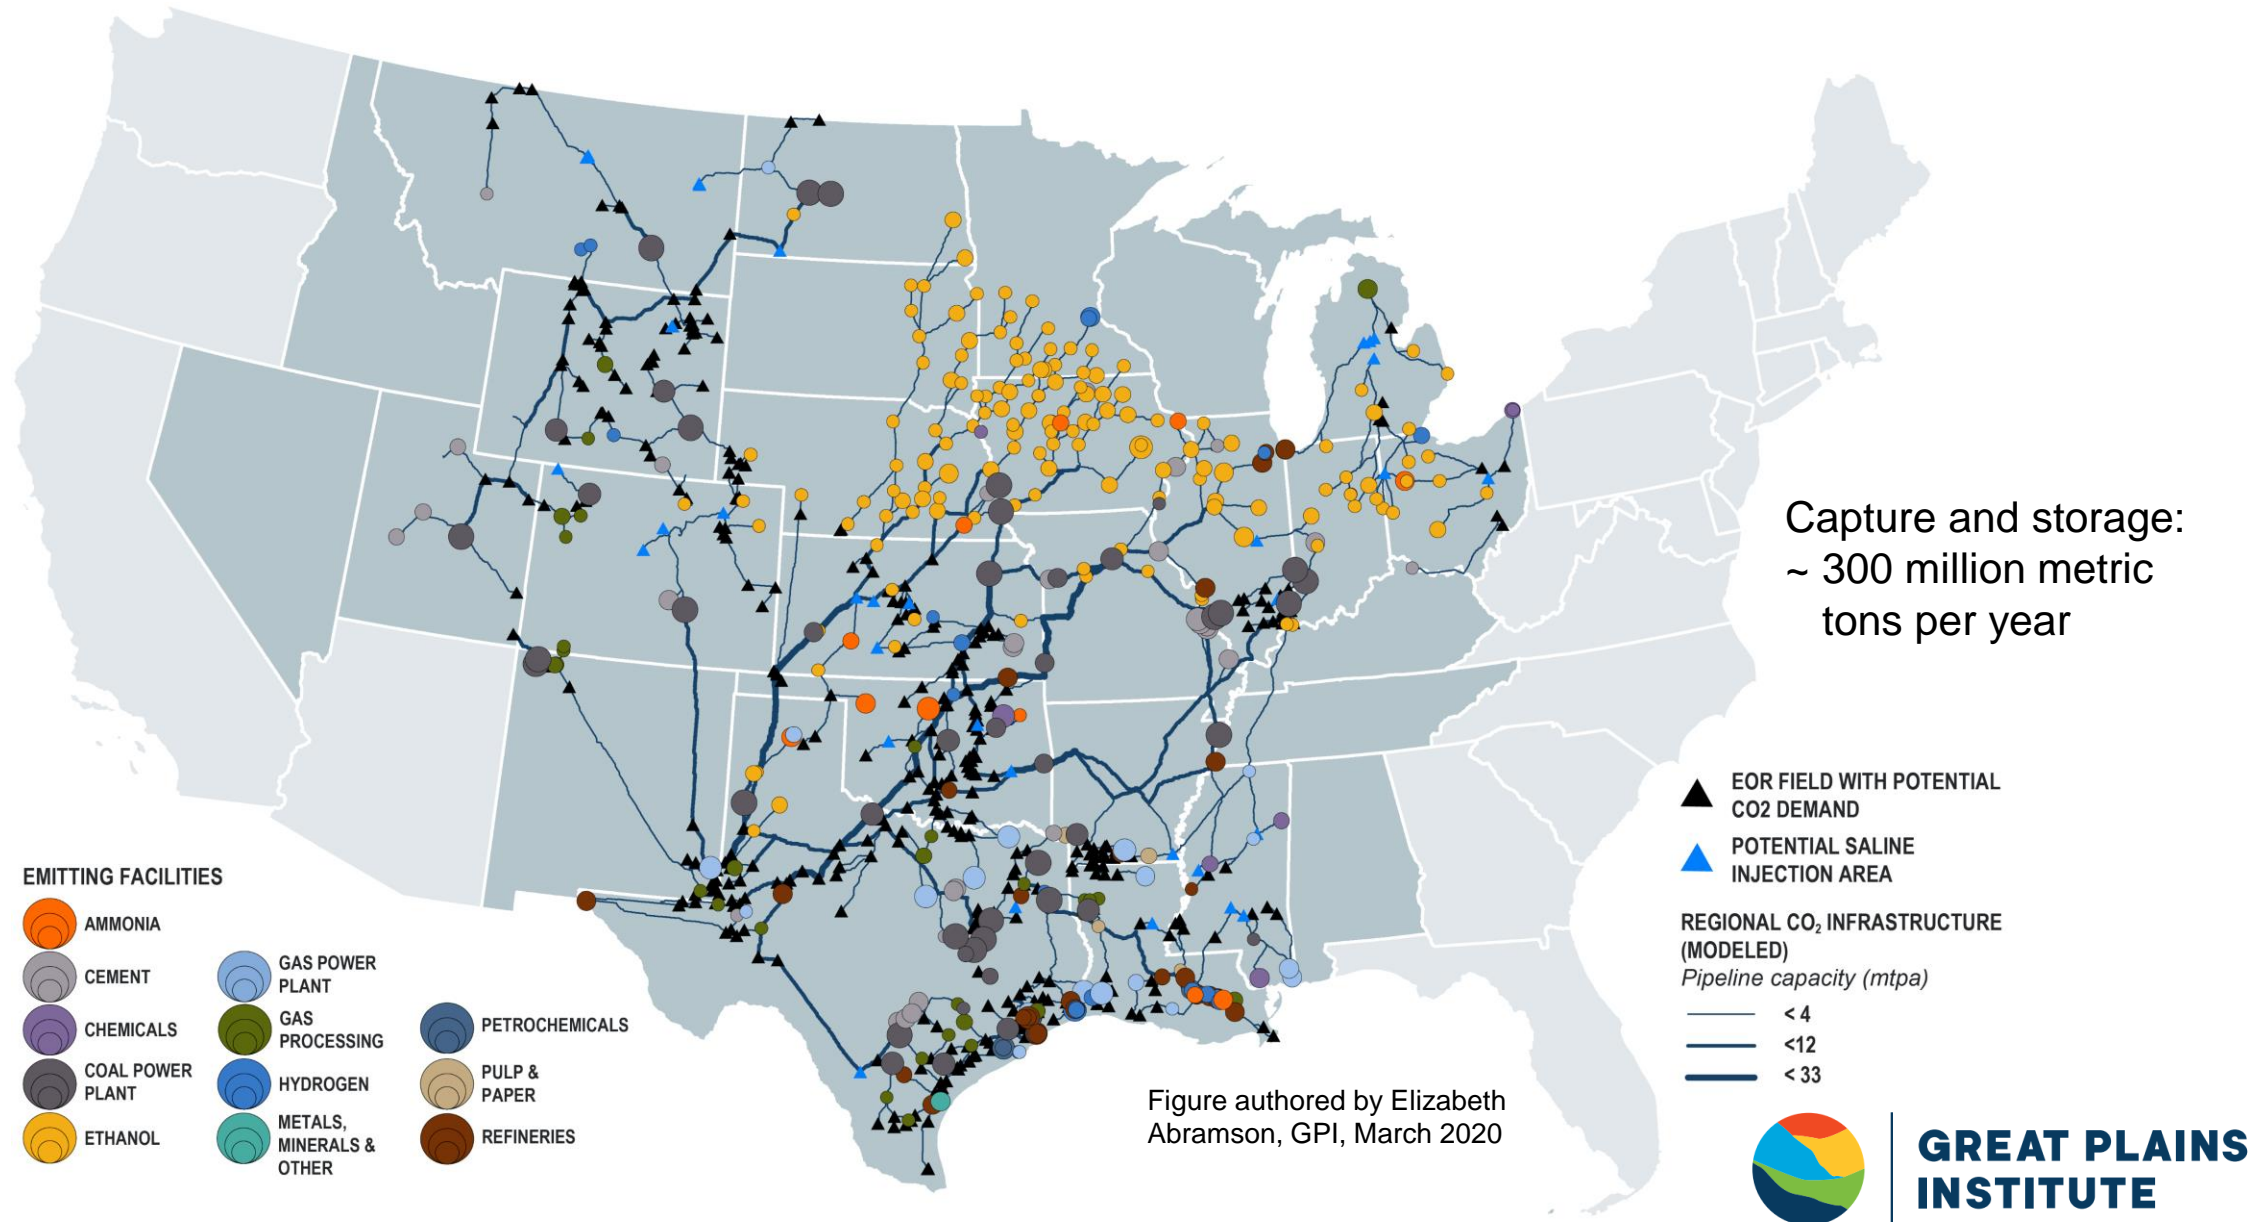 Capture and storage:
~ 300 million metric
tons per year
EOR FIELD WITH POTENTIAL
CO2 DEMAND
POTENTIAL SALINE
INJECTION AREA
REGIONAL CO₂ INFRASTRUCTURE
(MODELED)
Pipeline capacity (mtpa)
< 4
<12
< 33
EMITTING FACILITIES
AMMONIA
CEMENT
CHEMICALS
COAL POWER
PLANT
ETHANOL
GAS POWER
PLANT
GAS
PROCESSING
HYDROGEN
METALS,
MINERALS &
OTHER
PETROCHEMICALS
PULP &
PAPER
REFINERIES
Figure authored by Elizabeth
Abramson, GPI, March 2020
GREAT PLAINS
INSTITUTE